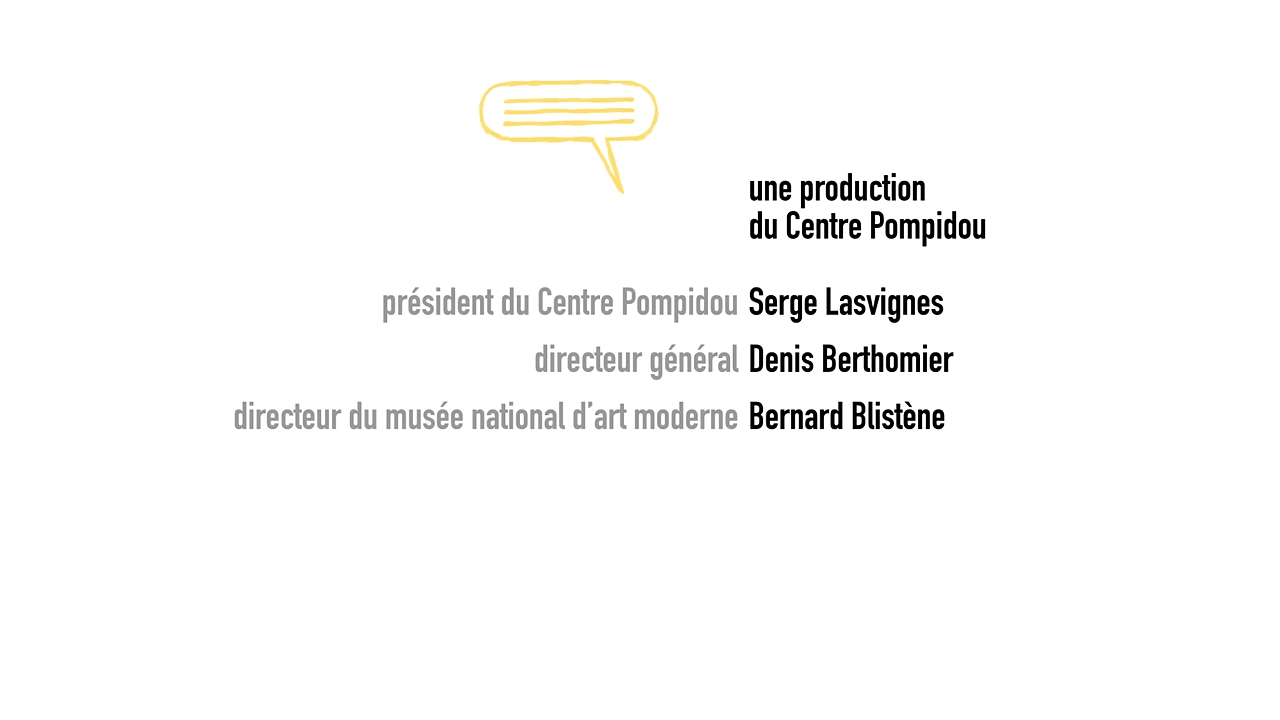 une production
du Centre Pompidou
président du Centre Pompidou Serge Lasvignes
directeur général Denis Berthomier
directeur du musée national d’art moderne Bernard Blistène